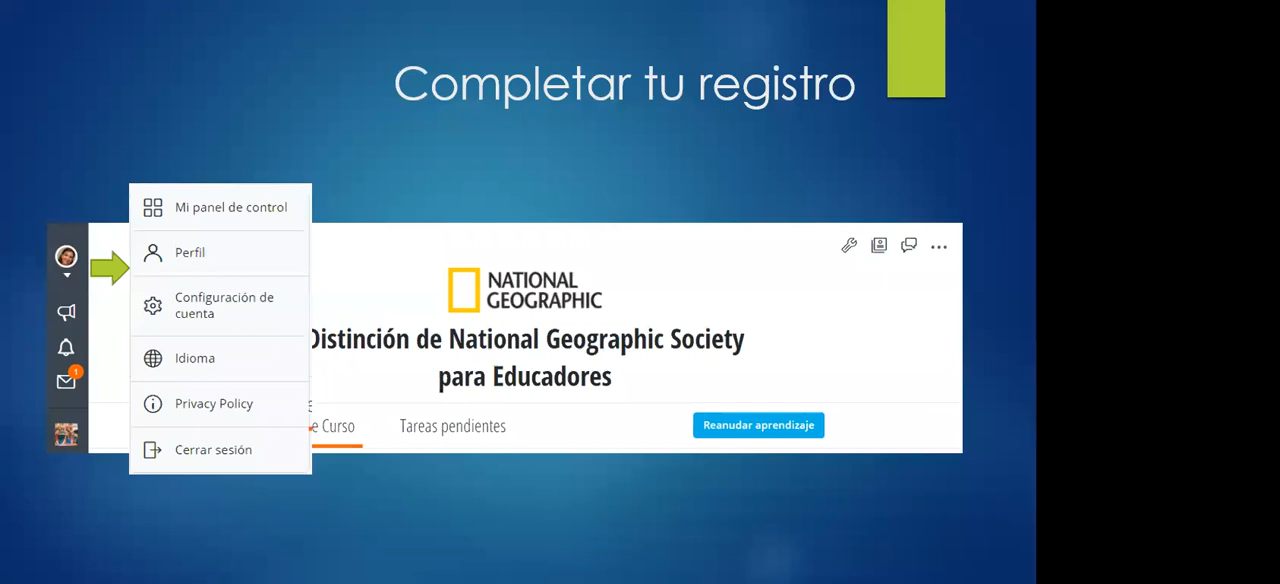 Completar tu registro
Mi panel de control
Perfil
Configuración de
cuenta
Idioma
Privacy Policy
Cerrar sesión
1
NATIONAL
GEOGRAPHIC
Distinción de National Geographic Society
para Educadores
e Curso
Tareas pendientes
Reanudar aprendizaje